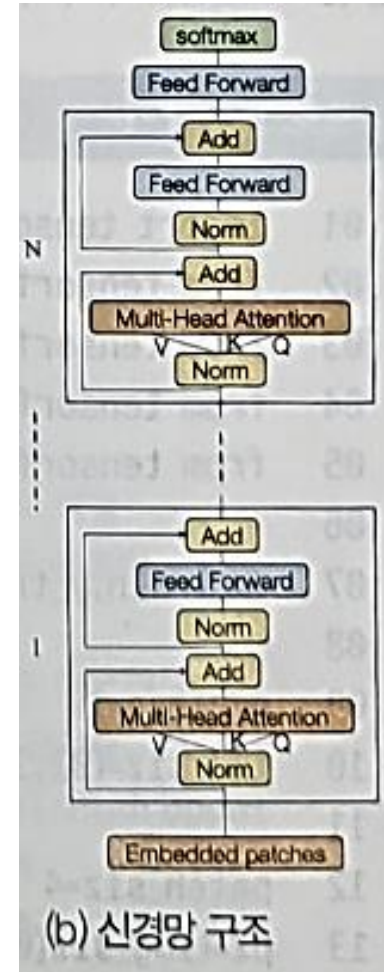 softmax
Feed Forward
Add
Feed Forward
Norm
N
Add
Multi-Head Attention
V K Q
Norm
Add
Feed Forward
Norm
1
Add
Multi-Head Attention
V K Q
Norm
Embedded patches
(b) 신경망 구조